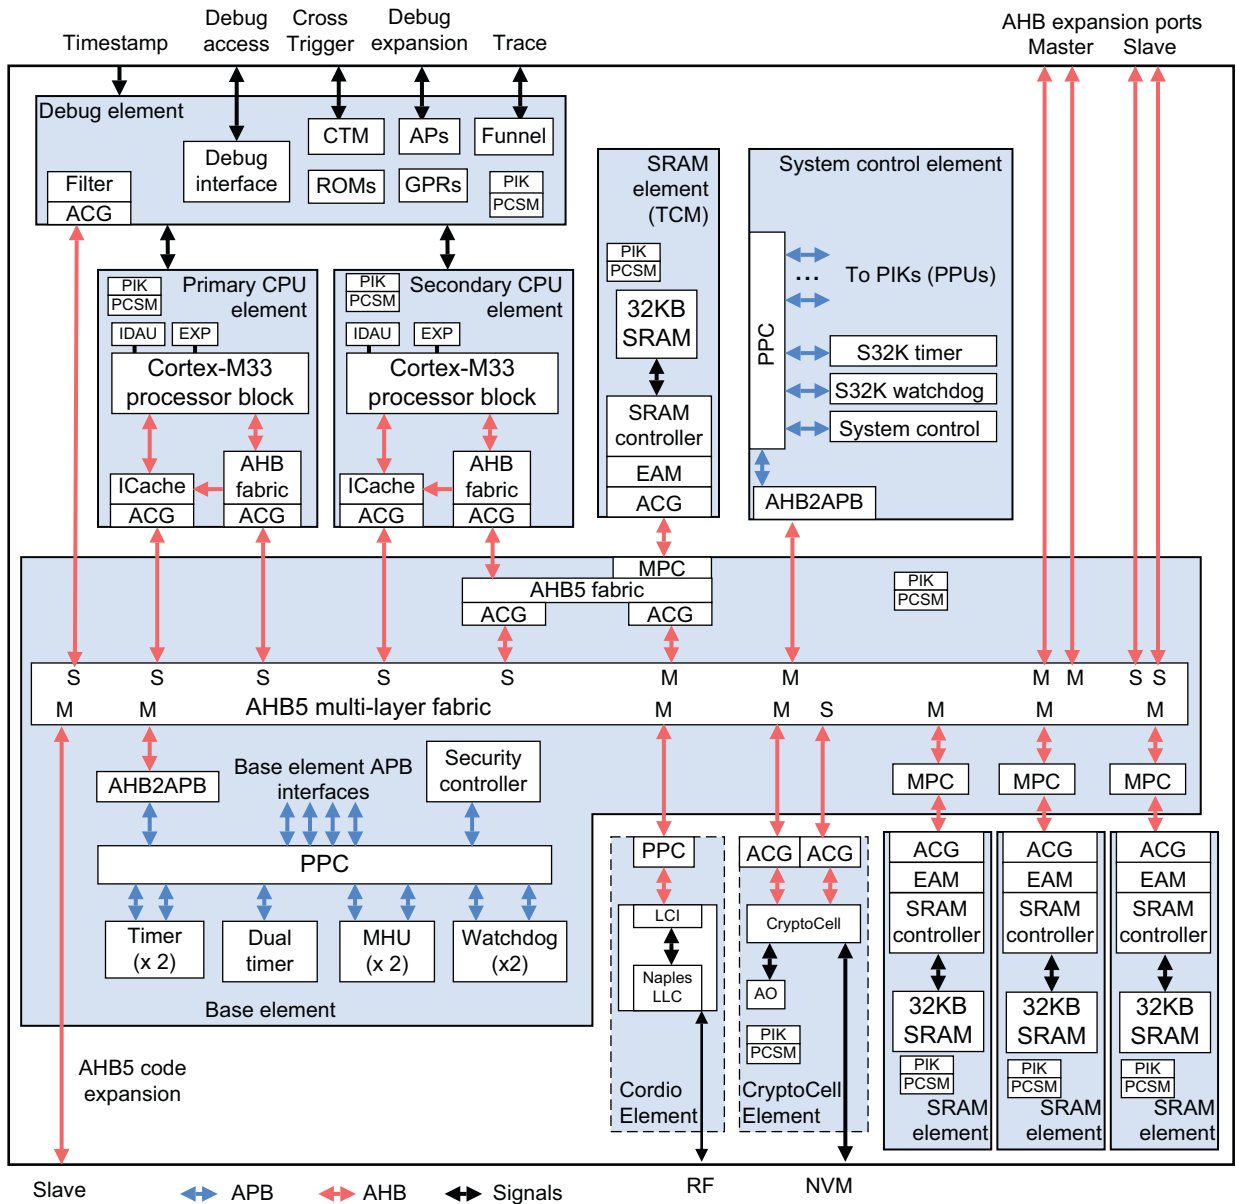 Timestamp
Debug
access
Cross
Trigger
Debug
expansion
Trace
AHB expansion ports
Master
Slave
Debug element
Debug
interface
CTM
APs
Funnel
ROMs
GPRs
PIK
PCSM
Filter
ACG
SRAM
element
(TCM)
PIK
PCSM
32KB
SRAM
SRAM
controller
EAM
ACG
System control element
PPC
...
To PIKs (PPUs)
S32K timer
S32K watchdog
System control
AHB2APB
Primary CPU
element
PIK
PCSM
IDAU
EXP
Cortex-M33
processor block
ICache
ACG
AHB
fabric
ACG
Secondary CPU
element
PIK
PCSM
IDAU
EXP
Cortex-M33
processor block
ICache
ACG
AHB
fabric
ACG
MPC
AHB5 fabric
ACG
ACG
PIK
PCSM
S
S
S
S
S
M
M
M
M
S
S
M
M
AHB5 multi-layer fabric
M
M
S
M
M
M
AHB2APB
Base element APB
interfaces
Security
controller
PPC
Timer
(x 2)
Dual
timer
MHU
(x 2)
Watchdog
(x2)
Base element
MPC
MPC
MPC
PPC
LCI
Naples
LLC
Cordio
Element
ACG
ACG
CryptoCell
AO
PIK
PCSM
CryptoCell
Element
ACG
EAM
SRAM
controller
32KB
SRAM
PIK
PCSM
SRAM
element
ACG
EAM
SRAM
controller
32KB
SRAM
PIK
PCSM
SRAM
element
ACG
EAM
SRAM
controller
32KB
SRAM
PIK
PCSM
SRAM
element
AHB5 code
expansion
Slave
APB
AHB
Signals
RF
NVM